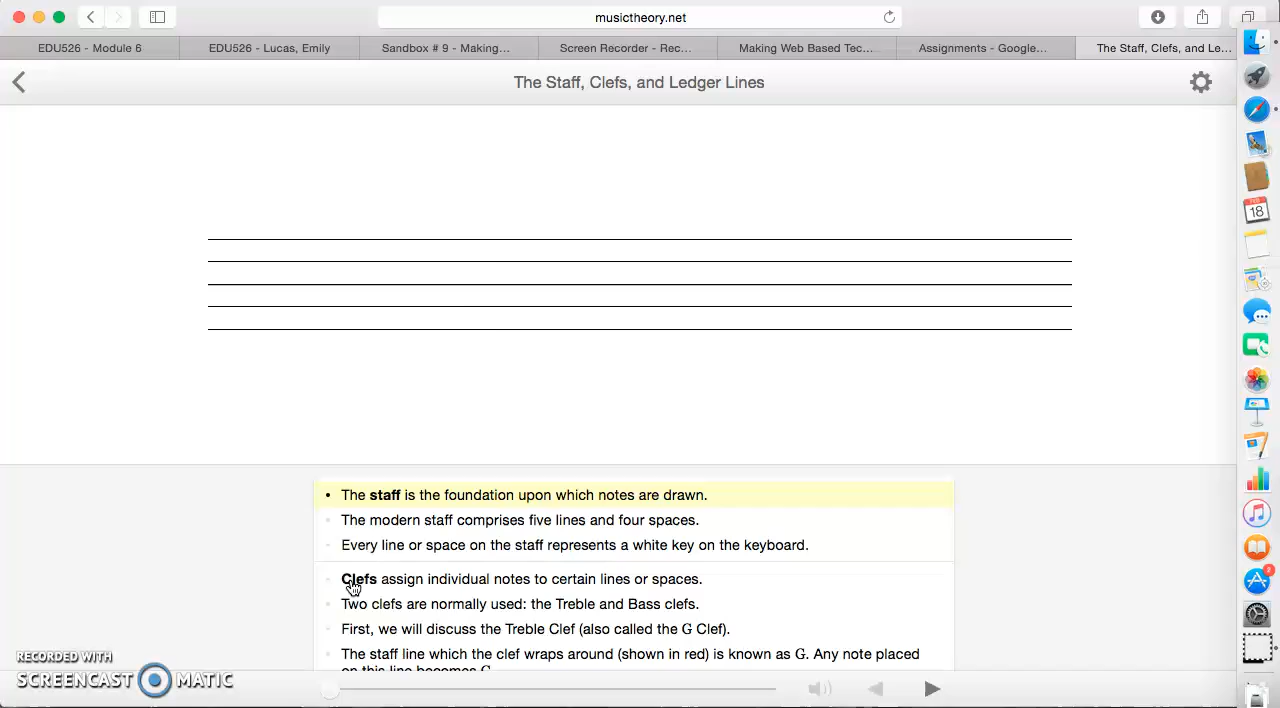 musictheory.net
EDU526 - Module 6
EDU526 - Lucas, Emily
Sandbox # 9 - Making...
Screen Recorder - Rec...
Making Web Based Tec...
Assignments - Google...
The Staff, Clefs, and Le...
The Staff, Clefs, and Ledger Lines
FEB
18
• The staff is the foundation upon which notes are drawn.
The modern staff comprises five lines and four spaces.
Every line or space on the staff represents a white key on the keyboard.
Clefs assign individual notes to certain lines or spaces.
Two clefs are normally used: the Treble and Bass clefs.
First, we will discuss the Treble Clef (also called the G Clef).
The staff line which the clef wraps around (shown in red) is known as G. Any note placed
on this line becomes G.
2
RECORDED WITH
SCREENCAST MATIC